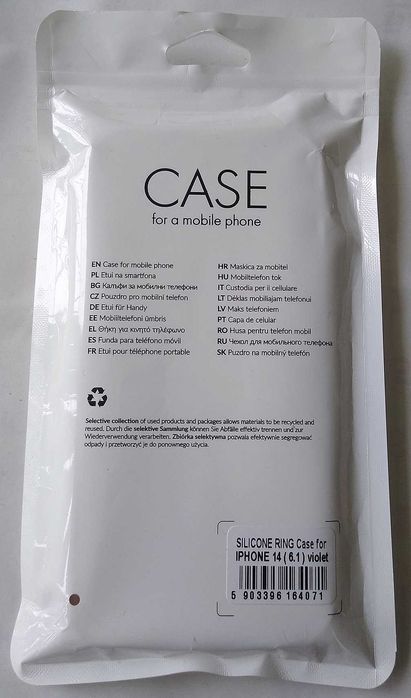 CASE
for a mobile phone
EN Case for mobile phone
PL Etui na smartfona
BG Калъфи за мобилни телефони
CZ Pouzdro pro mobilní telefon
DE Etui für Handy
EE Mobiiltelefoni ümbris
EL Θήκη για κινητό τηλέφωνο
ES Funda para teléfono móvil
FR Etui pour téléphone portable
HR Maskica za mobitel
HU Mobiltelefon tok
IT Custodia per il cellulare
LT Dėklas mobiliajam telefonui
LV Maks telefoniem
PT Capa de celular
RO Husa pentru telefon mobil
RU Чехол для мобильного телефона
SK Puzdro na mobilný telefón
Selective collection of used products and packages allows materials to be recycled and
reused. Durch die selektive Sammlung können Sie Abfälle effektiv trennen und zur
Wiederverwendung verarbeiten. Zbiórka selektywna pozwala efektywnie segregować
odpady i przetworzyć je do ponownego użycia.
SILICONE RING Case for
IPHONE 14 ( 6.1 ) violet
5 903396 164071